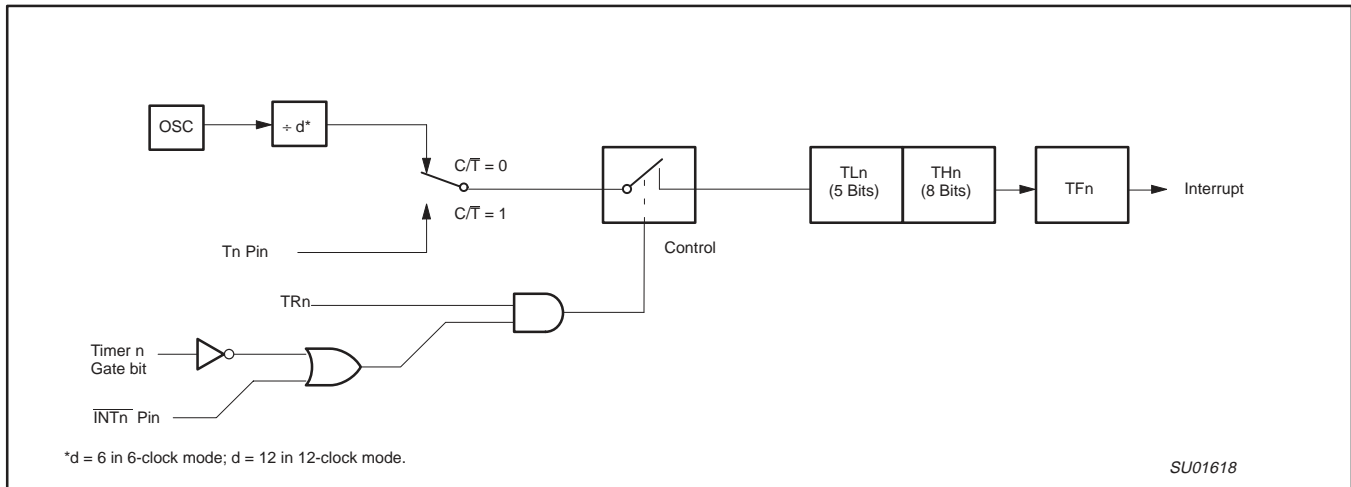 OSC
÷ d*
C/T̅ = 0
C/T̅ = 1
Tn Pin
Control
TLn
(5 Bits)
THn
(8 Bits)
TFn
Interrupt
TRn
Timer n
Gate bit
I̅N̅T̅n̅ Pin
*d = 6 in 6-clock mode; d = 12 in 12-clock mode.
SU01618